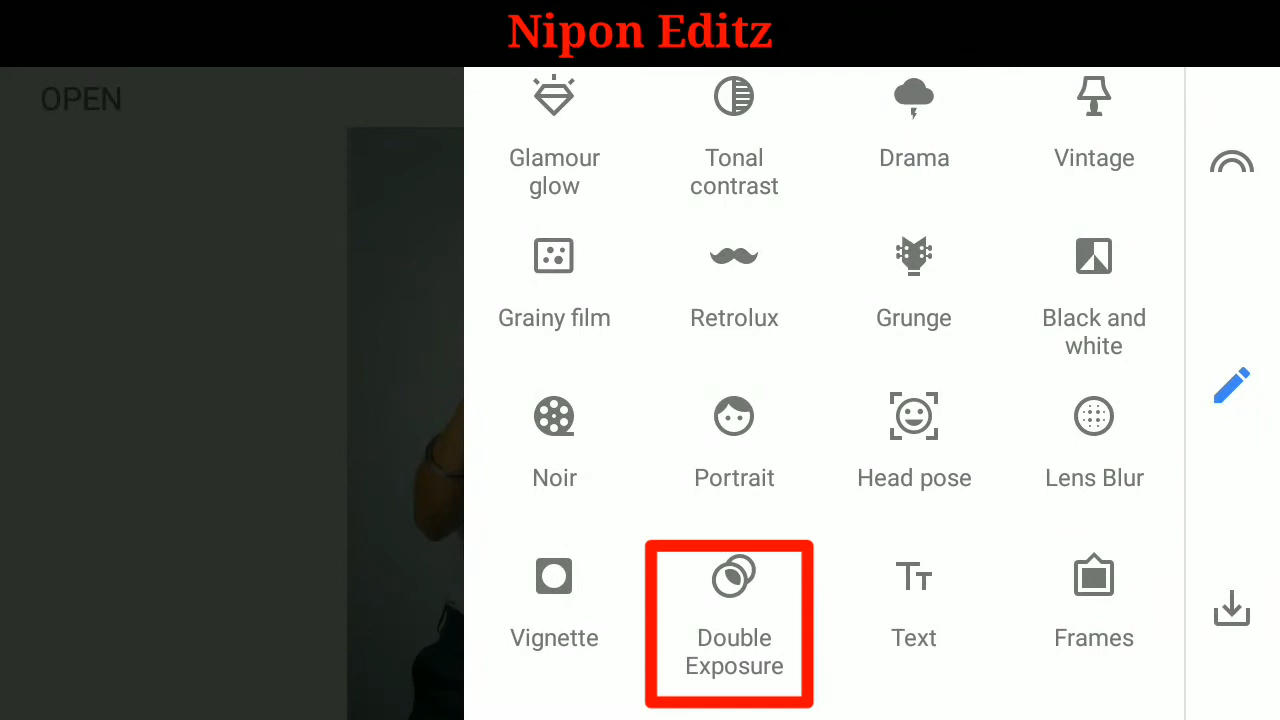 Nipon Editz
OPEN
Glamour
glow
Tonal
contrast
Drama
Vintage
Grainy film
Retrolux
Grunge
Black and
white
Noir
Portrait
Head pose
Lens Blur
Vignette
Double
Exposure
Text
Frames